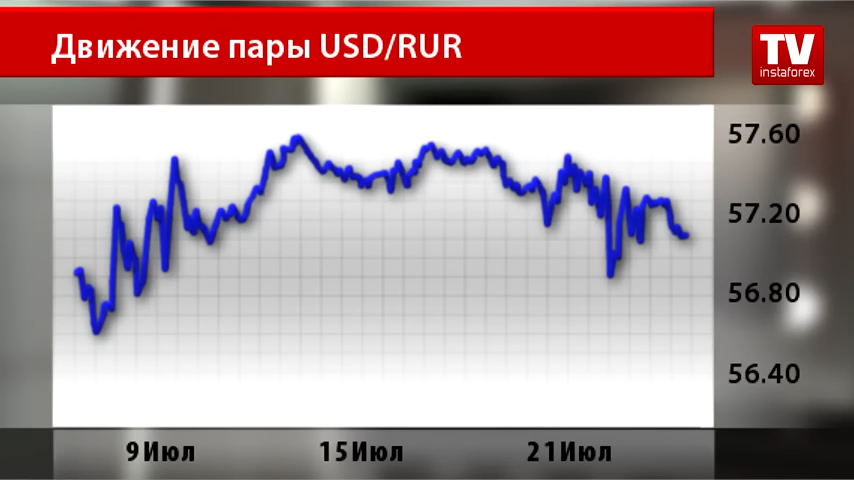 Движение пары USD/RUR
TV
instaforex
57.60
57.20
56.80
56.40
9 Июл
15 Июл
21 Июл